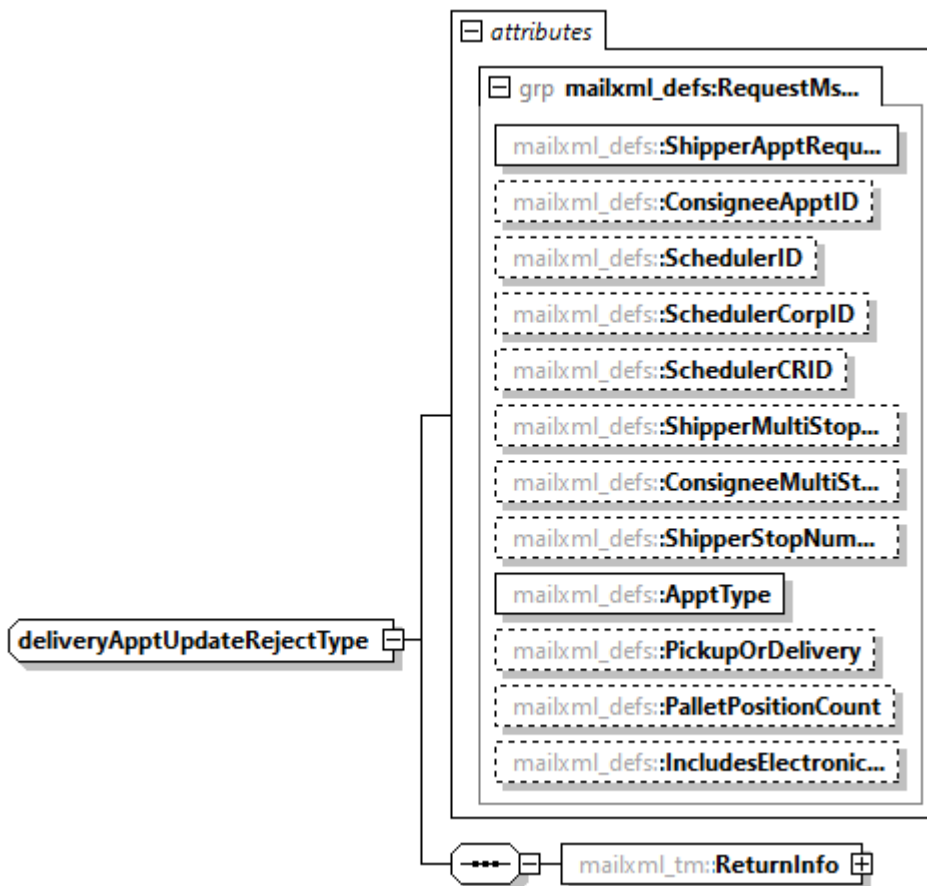 attributes
grp mailxml_defs:RequestMs...
mailxml_defs::ShipperApptRequ...
mailxml_defs::ConsigneeApptID
mailxml_defs::SchedulerID
mailxml_defs::SchedulerCorpID
mailxml_defs::SchedulerCRID
mailxml_defs::ShipperMultiStop...
mailxml_defs::ConsigneeMultiSt...
mailxml_defs::ShipperStopNum...
mailxml_defs::ApptType
deliveryApptUpdateRejectType
mailxml_defs::PickupOrDelivery
mailxml_defs::PalletPositionCount
mailxml_defs::IncludesElectronic...
mailxml_tm::ReturnInfo